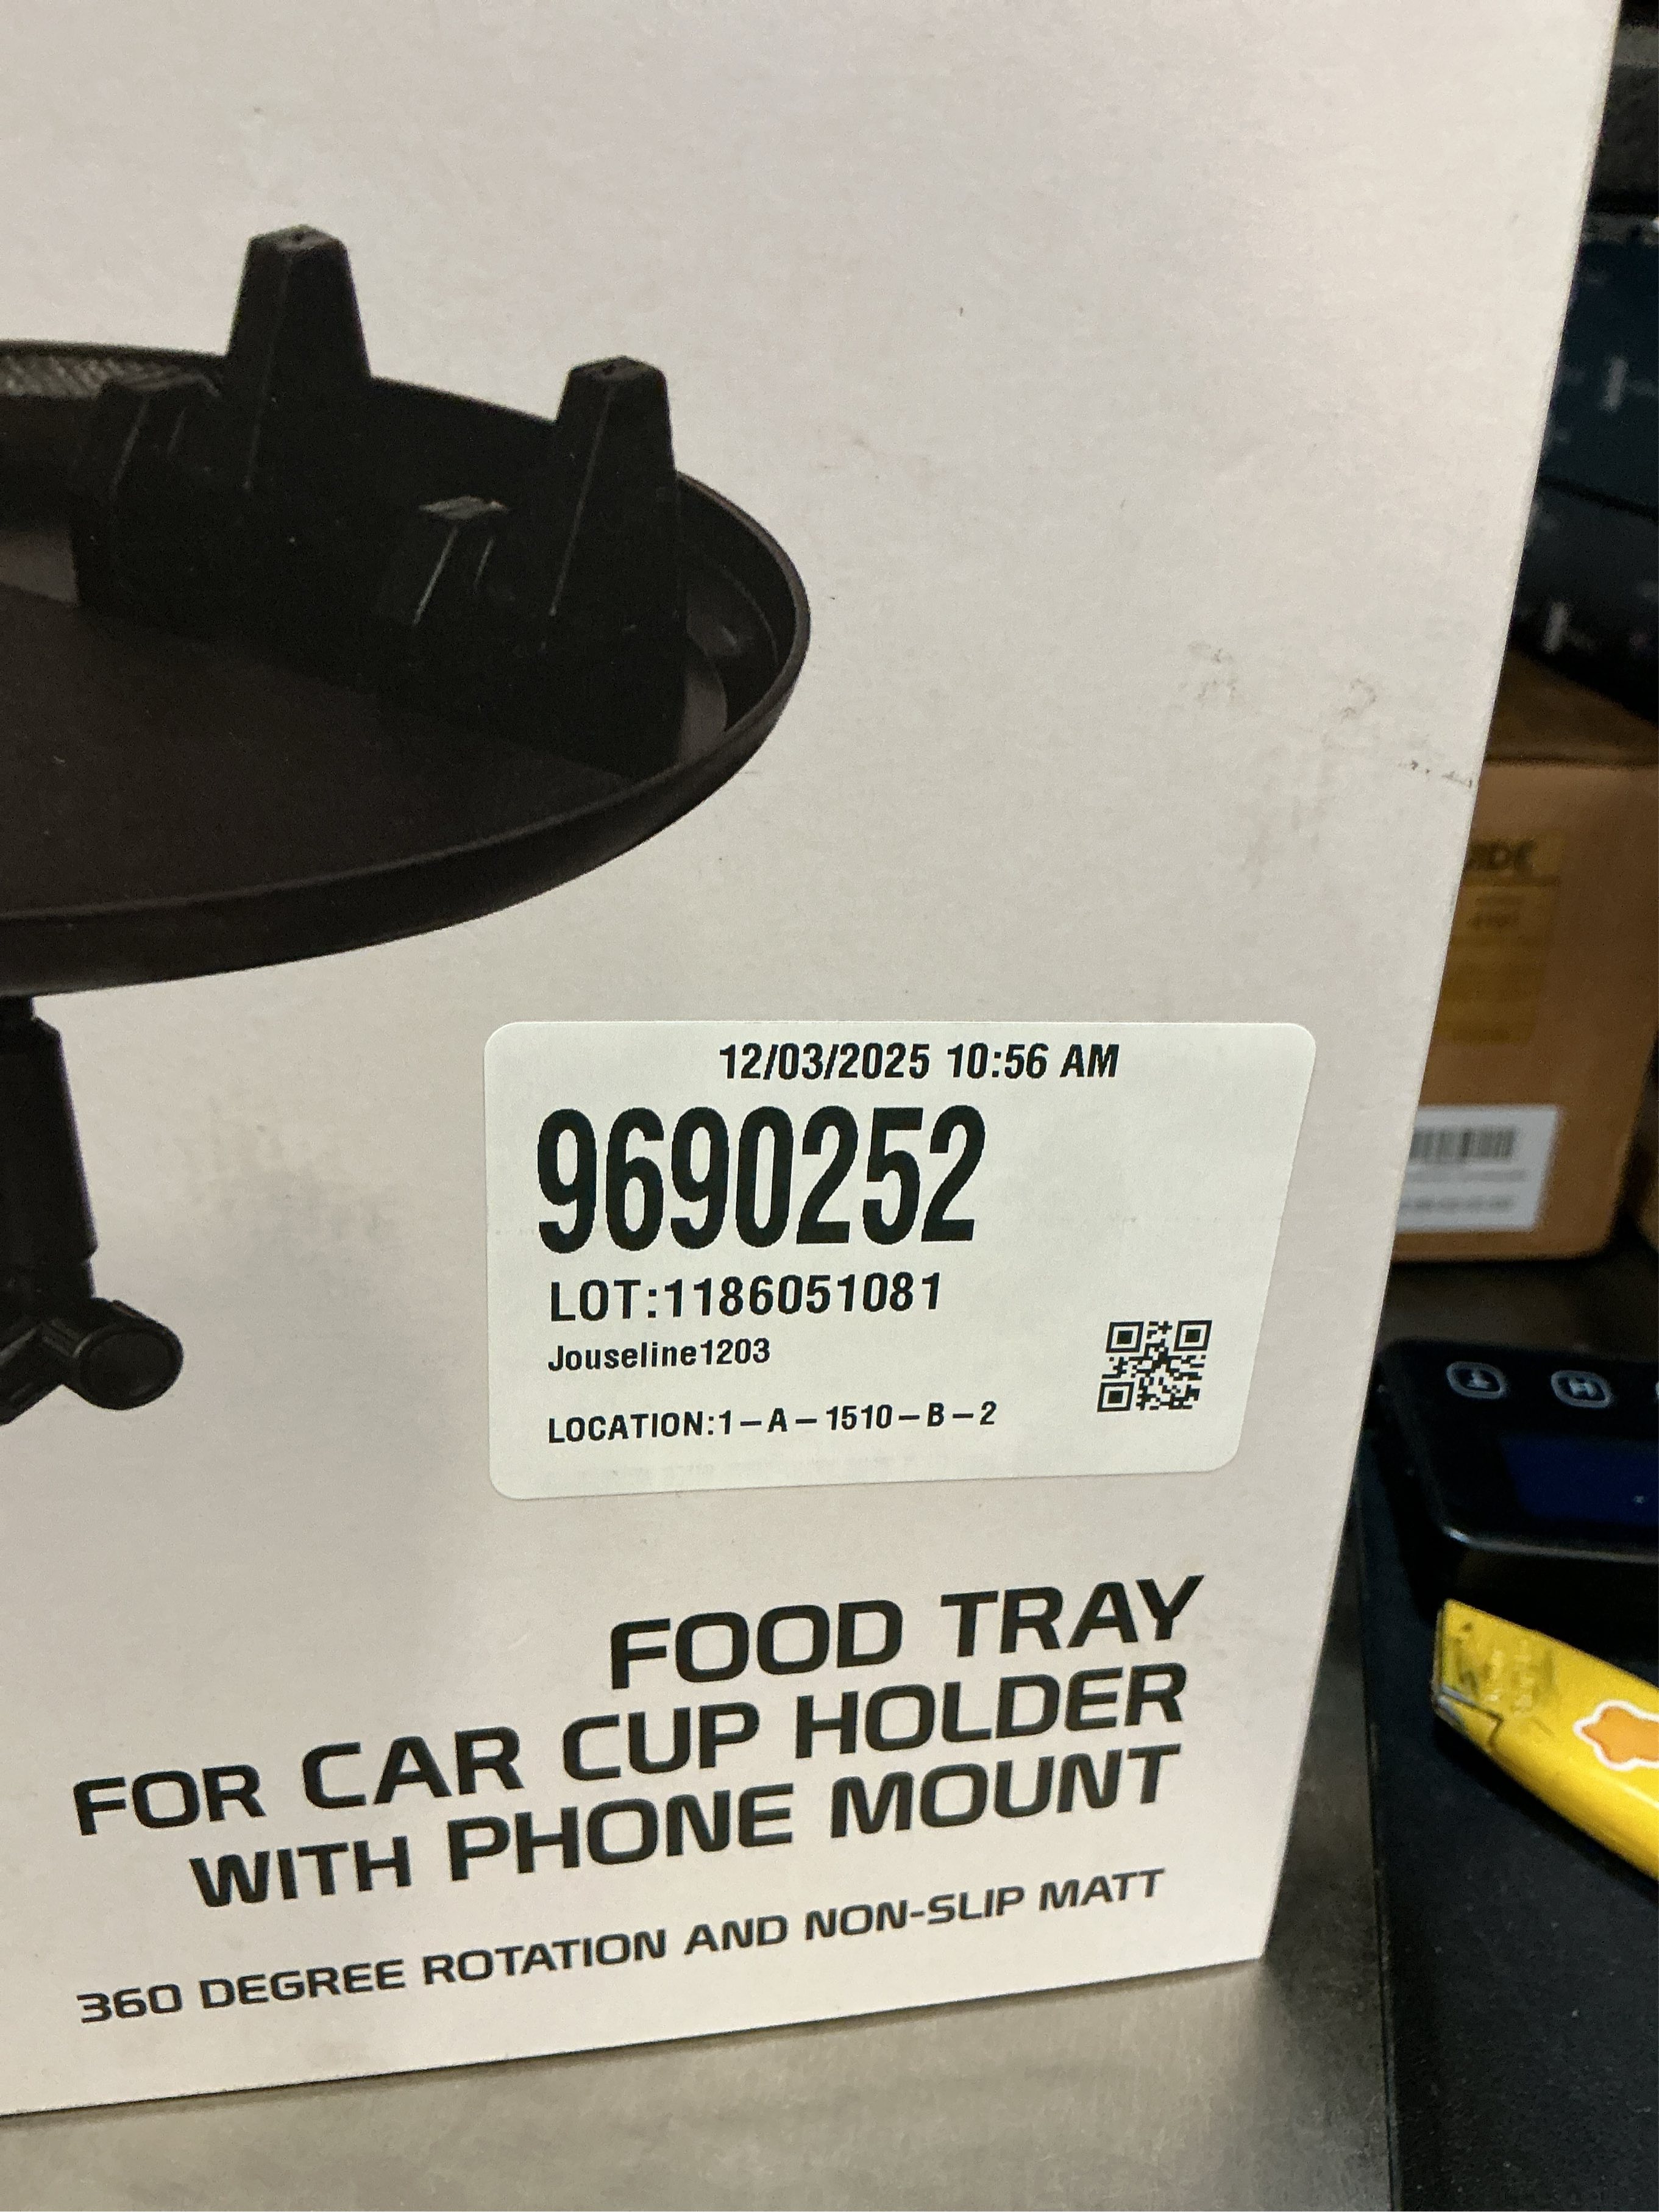 12/03/2025 10:56 AM
9690252
LOT:1186051081
Jouseline1203
LOCATION:1-A-1510-B-2
FOOD TRAY
FOR CAR CUP HOLDER
WITH PHONE MOUNT
360 DEGREE ROTATION AND NON-SLIP MATT